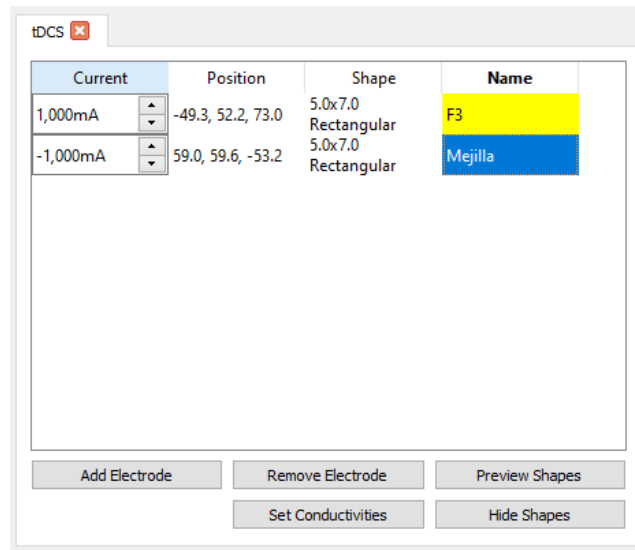 tDCS
Current Position Shape Name
1,000mA -49.3, 52.2, 73.0 5.0x7.0 Rectangular F3
-1,000mA 59.0, 59.6, -53.2 5.0x7.0 Rectangular Mejilla
Add Electrode Remove Electrode Preview Shapes
Set Conductivities Hide Shapes